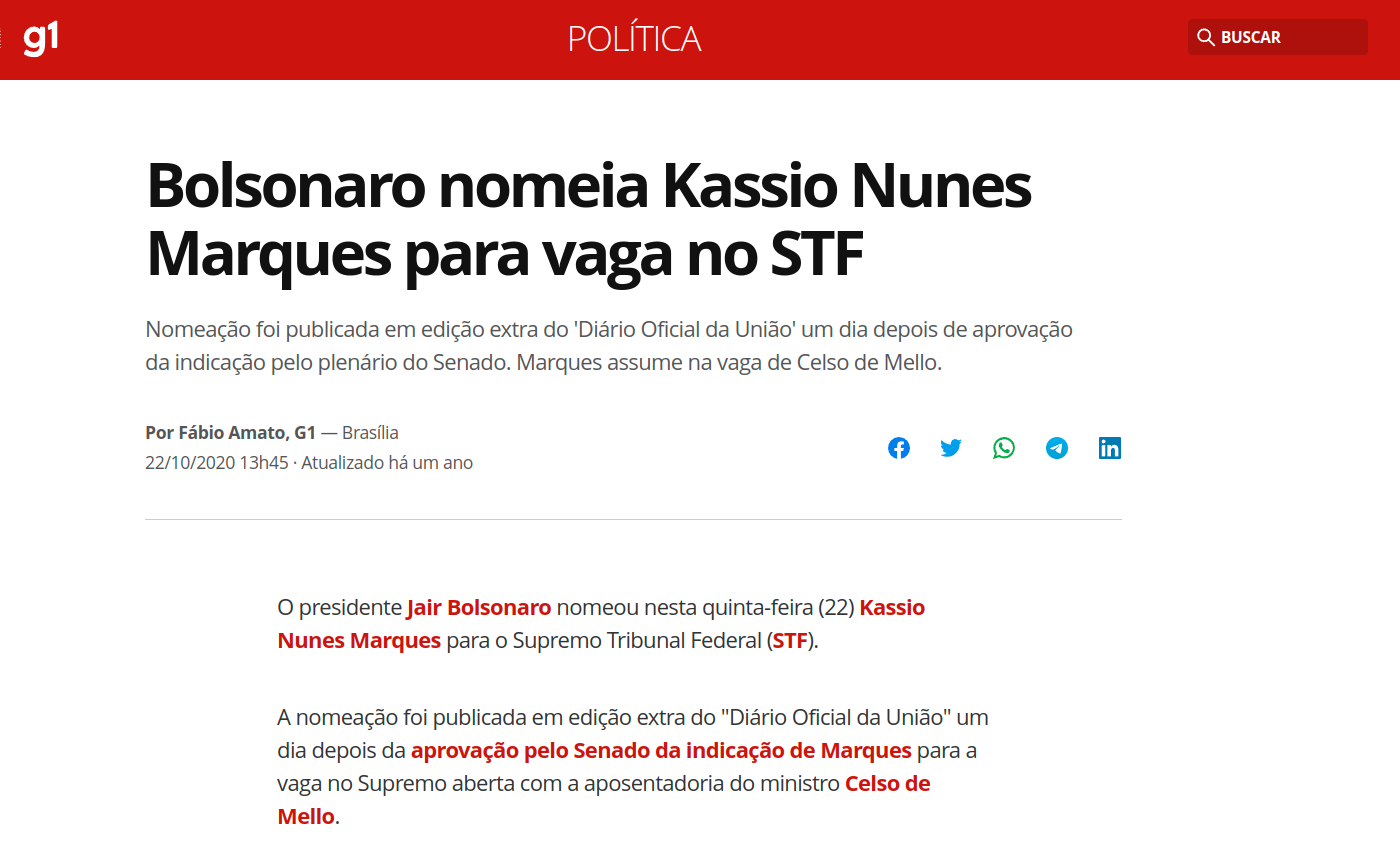 g1
POLÍTICA
BUSCAR
Bolsonaro nomeia Kassio Nunes
Marques para vaga no STF
Nomeação foi publicada em edição extra do 'Diário Oficial da União' um dia depois de aprovação
da indicação pelo plenário do Senado. Marques assume na vaga de Celso de Mello.
Por Fábio Amato, G1 — Brasília
22/10/2020 13h45 · Atualizado há um ano
O presidente Jair Bolsonaro nomeou nesta quinta-feira (22) Kassio
Nunes Marques para o Supremo Tribunal Federal (STF).
A nomeação foi publicada em edição extra do "Diário Oficial da União" um
dia depois da aprovação pelo Senado da indicação de Marques para a
vaga no Supremo aberta com a aposentadoria do ministro Celso de
Mello.